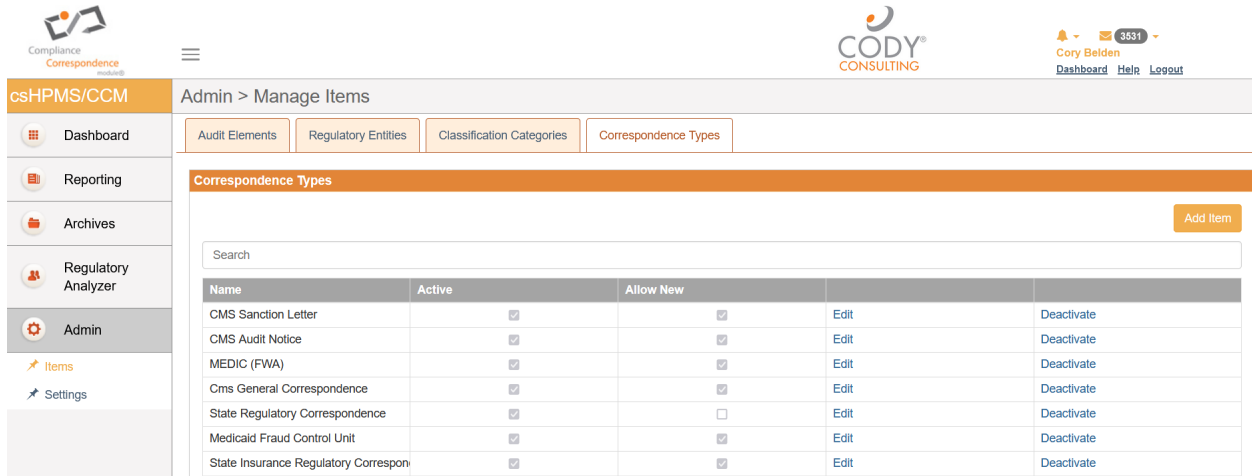 Compliance
Correspondence
module®
CODY®
CONSULTING
3531
Cory Belden
Dashboard Help Logout
csHPMS/CCM
Admin > Manage Items
Dashboard
Reporting
Archives
Regulatory
Analyzer
Admin
Items
Settings
Audit Elements Regulatory Entities Classification Categories Correspondence Types
Correspondence Types
Add Item
Search
Name Active Allow New
CMS Sanction Letter Edit Deactivate
CMS Audit Notice Edit Deactivate
MEDIC (FWA) Edit Deactivate
Cms General Correspondence Edit Deactivate
State Regulatory Correspondence Edit Deactivate
Medicaid Fraud Control Unit Edit Deactivate
State Insurance Regulatory Correspon Edit Deactivate